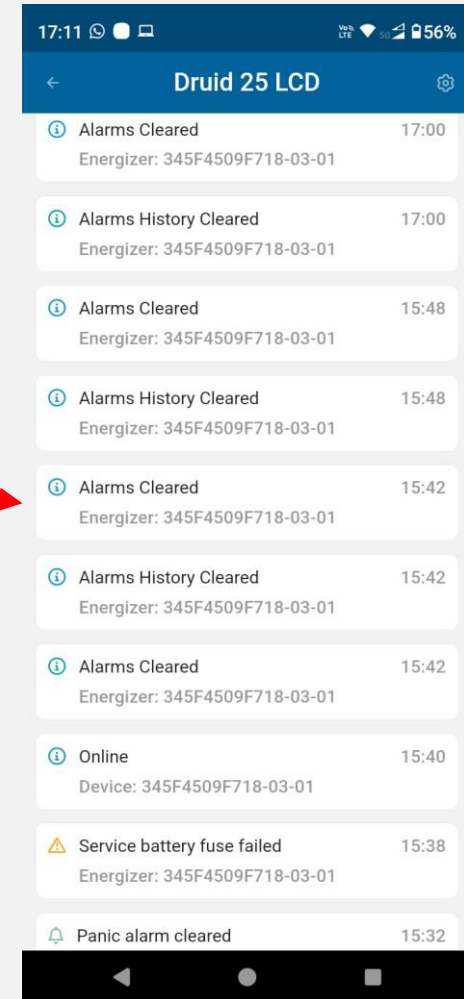 17:11 VoB LTE 5G 56%
Druid 25 LCD
Alarms Cleared 17:00
Energizer: 345F4509F718-03-01
Alarms History Cleared 17:00
Energizer: 345F4509F718-03-01
Alarms Cleared 15:48
Energizer: 345F4509F718-03-01
Alarms History Cleared 15:48
Energizer: 345F4509F718-03-01
Alarms Cleared 15:42
Energizer: 345F4509F718-03-01
Alarms History Cleared 15:42
Energizer: 345F4509F718-03-01
Alarms Cleared 15:42
Energizer: 345F4509F718-03-01
Online 15:40
Device: 345F4509F718-03-01
Service battery fuse failed 15:38
Energizer: 345F4509F718-03-01
Panic alarm cleared 15:32